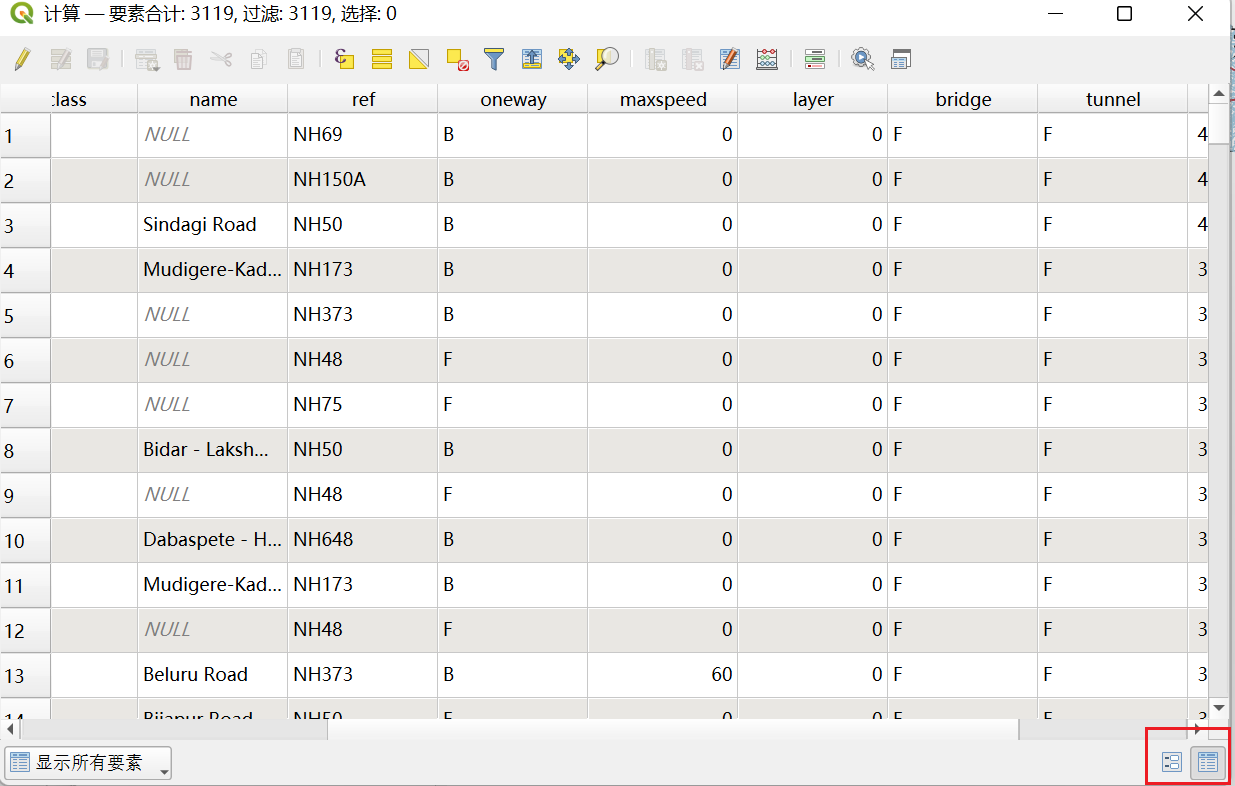 计算 — 要素合计: 3119, 过滤: 3119, 选择: 0
class name ref oneway maxspeed layer bridge tunnel
1 NULL NH69 B 0 0 F F 4
2 NULL NH150A B 0 0 F F 4
3 Sindagi Road NH50 B 0 0 F F 4
4 Mudigere-Kad... NH173 B 0 0 F F 3
5 NULL NH373 B 0 0 F F 3
6 NULL NH48 F 0 0 F F 3
7 NULL NH75 F 0 0 F F 3
8 Bidar - Laksh... NH50 B 0 0 F F 3
9 NULL NH48 F 0 0 F F 3
10 Dabaspete - H... NH648 B 0 0 F F 3
11 Mudigere-Kad... NH173 B 0 0 F F 3
12 NULL NH48 F 0 0 F F 3
13 Beluru Road NH373 B 60 0 F F 3
14 Bijapur Road NH50 F 0 0 F F 3
显示所有要素